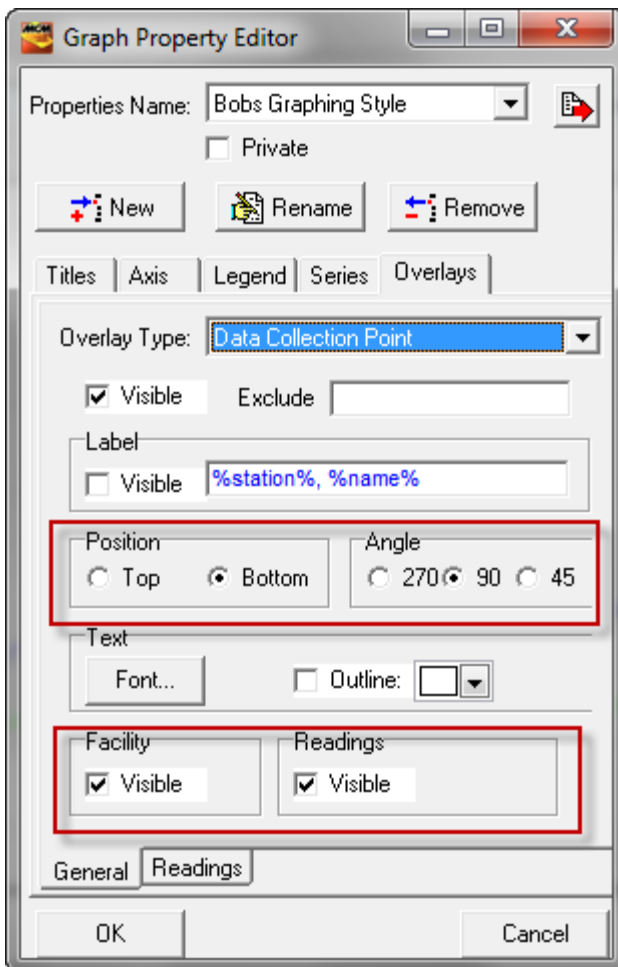 MCM Graph Property Editor
Properties Name: Bobs Graphing Style
Private
New Rename Remove
Titles Axis Legend Series Overlays
Overlay Type: Data Collection Point
Visible Exclude
Label
Visible %station%, %name%
Position Angle
Top Bottom 270 90 45
Text
Font... Outline:
Facility Readings
Visible Visible
General Readings
OK Cancel